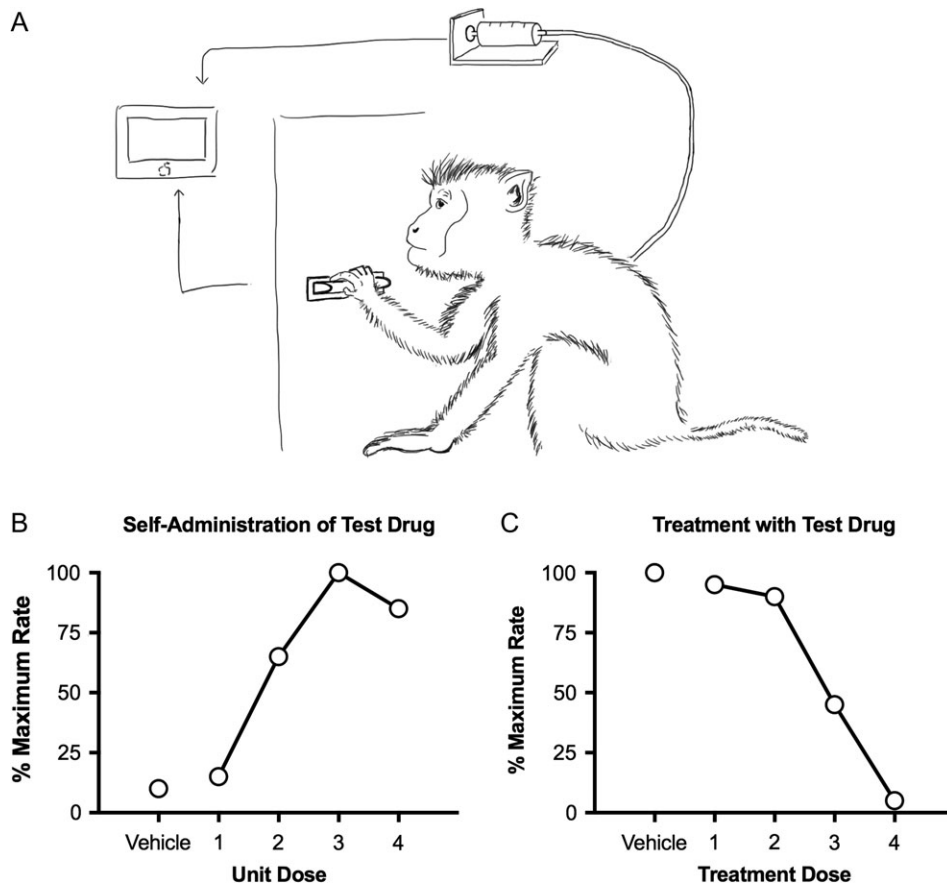 A
B
Self-Administration of Test Drug
% Maximum Rate
100
75
50
25
0
Vehicle 1 2 3 4
Unit Dose
C
Treatment with Test Drug
% Maximum Rate
100
75
50
25
0
Vehicle 1 2 3 4
Treatment Dose